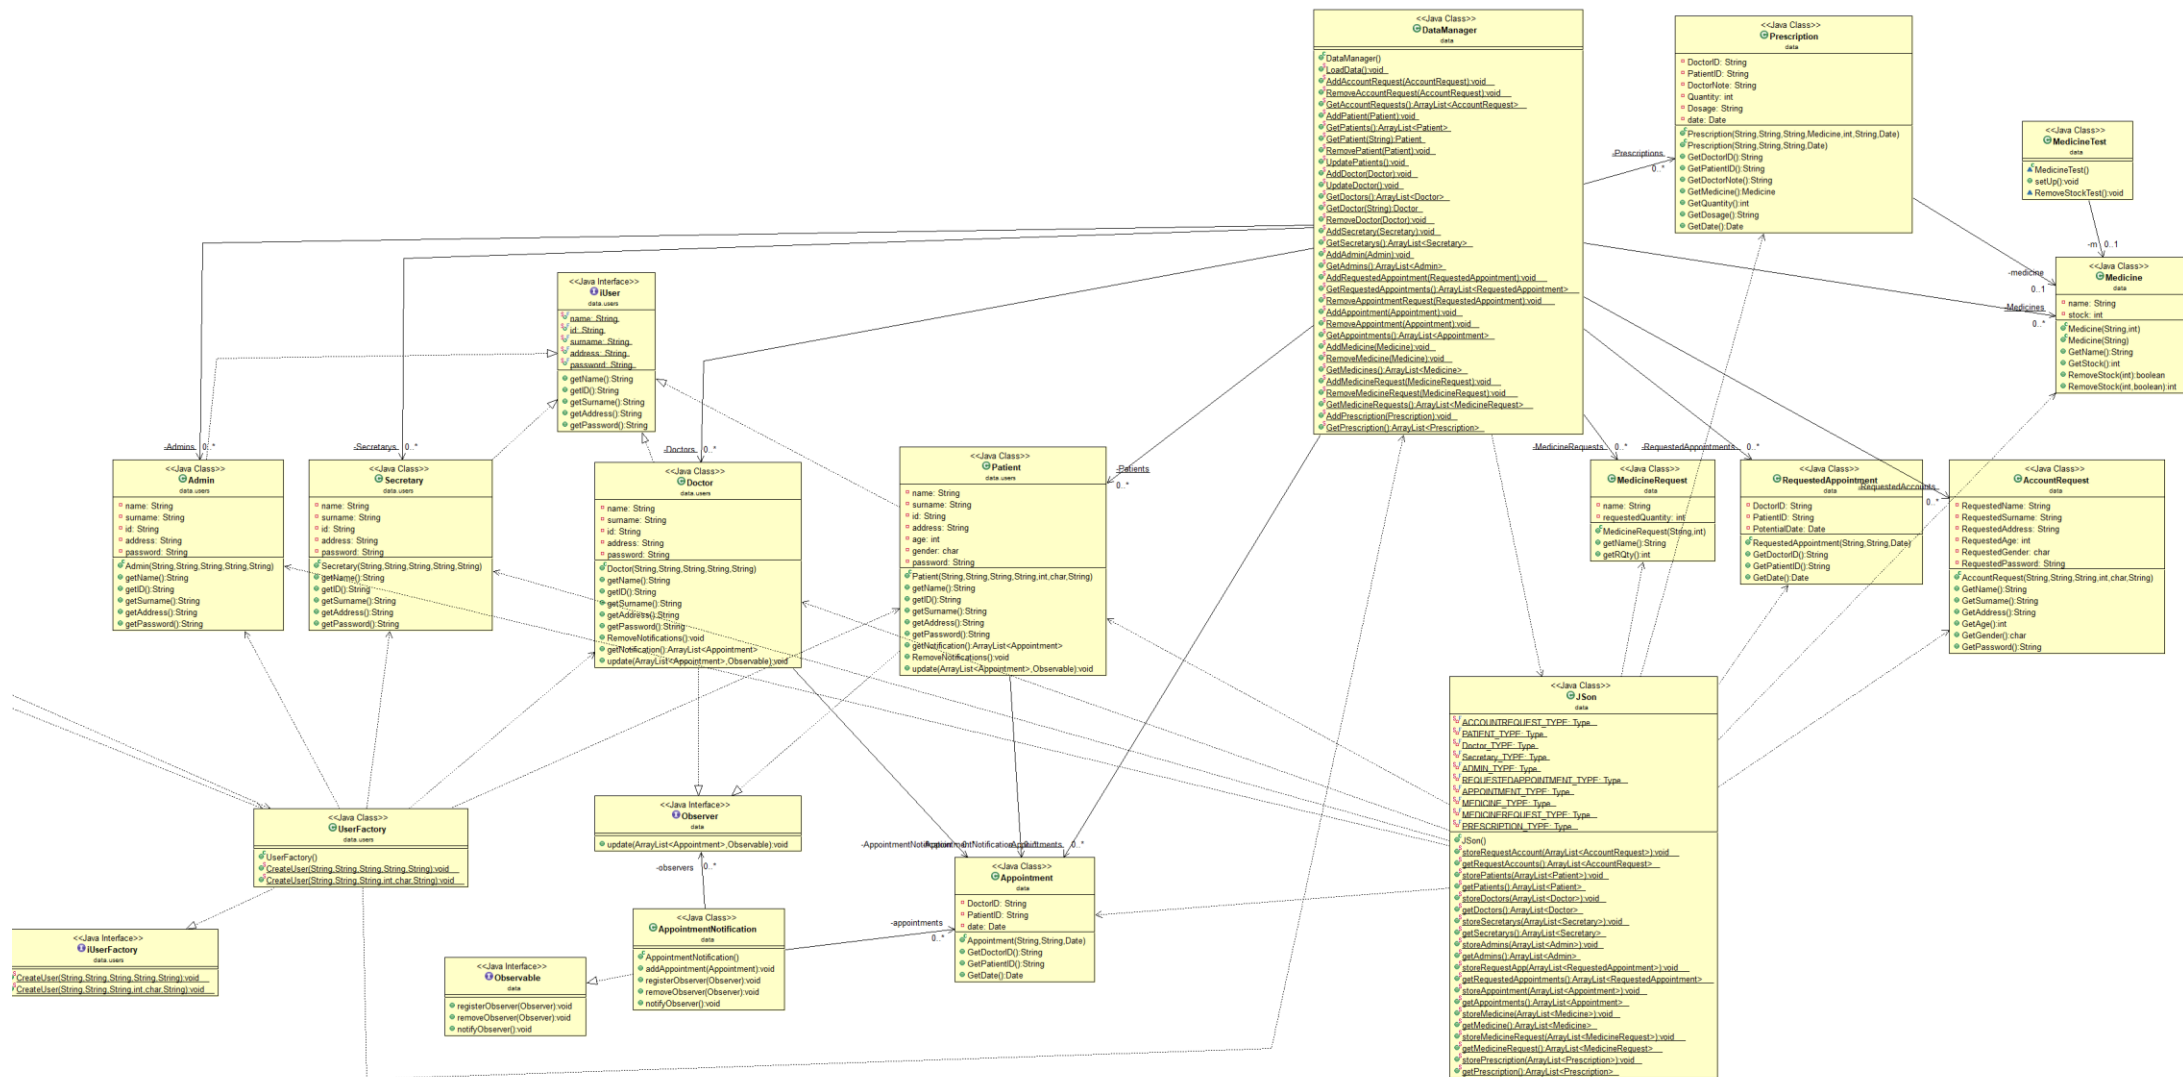 <<Java Class>>
DataManager
data
DataManager()
LoadData():void
AddAccountRequest(AccountRequest):void
RemoveAccountRequest(AccountRequest):void
GetAccountRequests():ArrayList<AccountRequest>
AddPatient(Patient):void
GetPatients():ArrayList<Patient>
GetPatient(String):Patient
RemovePatient(Patient):void
UpdatePatients():void
AddDoctor(Doctor):void
UpdateDoctor():void
GetDoctors():ArrayList<Doctor>
GetDoctor(String):Doctor
RemoveDoctor(Doctor):void
AddSecretary(Secretary):void
GetSecretarys():ArrayList<Secretary>
AddAdmin(Admin):void
GetAdmins():ArrayList<Admin>
AddRequestedAppointment(RequestedAppointment):void
GetRequestedAppointments():ArrayList<RequestedAppointment>
RemoveAppointmentRequest(RequestedAppointment):void
AddAppointment(Appointment):void
RemoveAppointment(Appointment):void
GetAppointments():ArrayList<Appointment>
AddMedicine(Medicine):void
RemoveMedicine(Medicine):void
GetMedicines():ArrayList<Medicine>
AddMedicineRequest(MedicineRequest):void
RemoveMedicineRequest(MedicineRequest):void
GetMedicineRequests():ArrayList<MedicineRequest>
AddPrescription(Prescription):void
GetPrescription():ArrayList<Prescription>
<<Java Class>>
Prescription
data
DoctorID: String
PatientID: String
DoctorNote: String
Quantity: int
Dosage: String
date: Date
Prescription(String,String,String,Medicine,int,String,Date)
Prescription(String,String,String,Date)
GetDoctorID():String
GetPatientID():String
GetDoctorNote():String
GetMedicine():Medicine
GetQuantity():int
GetDosage():String
GetDate():Date
-Prescriptions
0..*
<<Java Class>>
MedicineTest
data
MedicineTest()
setUp():void
RemoveStockTest():void
-m 0..1
-medicine
0..1
-Medicines
0..*
<<Java Class>>
Medicine
data
name: String
stock: int
Medicine(String,int)
Medicine(String)
GetName():String
GetStock():int
RemoveStock(int):boolean
RemoveStock(int,boolean):int
<<Java Interface>>
iUser
data.users
name: String
id: String
surname: String
address: String
password: String
getName():String
getID():String
getSurname():String
getAddress():String
getPassword():String
-Admins 0..*
-Secretarys 0..*
-Doctors 0..*
-Patients
0..*
-MedicineRequests 0..*
-RequestedAppointments 0..*
-RequestedAccounts
0..*
<<Java Class>>
Admin
data.users
name: String
surname: String
id: String
address: String
password: String
Admin(String,String,String,String,String)
getName():String
getID():String
getSurname():String
getAddress():String
getPassword():String
<<Java Class>>
Secretary
data.users
name: String
surname: String
id: String
address: String
password: String
Secretary(String,String,String,String,String)
getName():String
getID():String
getSurname():String
getAddress():String
getPassword():String
<<Java Class>>
Doctor
data.users
name: String
surname: String
id: String
address: String
password: String
Doctor(String,String,String,String,String)
getName():String
getID():String
getSurname():String
getAddress():String
getPassword():String
RemoveNotifications():void
getNotification():ArrayList<Appointment>
update(ArrayList<Appointment>,Observable):void
<<Java Class>>
Patient
data.users
name: String
surname: String
id: String
address: String
age: int
gender: char
password: String
Patient(String,String,String,String,int,char,String)
getName():String
getID():String
getSurname():String
getAddress():String
getPassword():String
getNotification():ArrayList<Appointment>
RemoveNotifications():void
update(ArrayList<Appointment>,Observable):void
<<Java Class>>
MedicineRequest
data
name: String
requestedQuantity: int
MedicineRequest(String,int)
getName():String
getRQty():int
<<Java Class>>
RequestedAppointment
data
DoctorID: String
PatientID: String
PotentialDate: Date
RequestedAppointment(String,String,Date)
GetDoctorID():String
GetPatientID():String
GetDate():Date
<<Java Class>>
AccountRequest
data
RequestedName: String
RequestedSurname: String
RequestedAddress: String
RequestedAge: int
RequestedGender: char
RequestedPassword: String
AccountRequest(String,String,String,int,char,String)
GetName():String
GetSurname():String
GetAddress():String
GetAge():int
GetGender():char
GetPassword():String
<<Java Class>>
JSon
data
ACCOUNTREQUEST_TYPE: Type
PATIENT_TYPE: Type
Doctor_TYPE: Type
Secretary_TYPE: Type
ADMIN_TYPE: Type
REQUESTEDAPPOINTMENT_TYPE: Type
APPOINTMENT_TYPE: Type
MEDICINE_TYPE: Type
MEDICINEREQUEST_TYPE: Type
PRESCRIPTION_TYPE: Type
JSon()
storeRequestAccount(ArrayList<AccountRequest>):void
getRequestAccounts():ArrayList<AccountRequest>
storePatients(ArrayList<Patient>):void
getPatients():ArrayList<Patient>
storeDoctors(ArrayList<Doctor>):void
getDoctors():ArrayList<Doctor>
storeSecretarys(ArrayList<Secretary>):void
getSecretarys():ArrayList<Secretary>
storeAdmins(ArrayList<Admin>):void
getAdmins():ArrayList<Admin>
storeRequestApp(ArrayList<RequestedAppointment>):void
getRequestedAppointments():ArrayList<RequestedAppointment>
storeAppointment(ArrayList<Appointment>):void
getAppointments():ArrayList<Appointment>
storeMedicine(ArrayList<Medicine>):void
getMedicine():ArrayList<Medicine>
storeMedicineRequest(ArrayList<MedicineRequest>):void
getMedicineRequest():ArrayList<MedicineRequest>
storePrescription(ArrayList<Prescription>):void
getPrescription():ArrayList<Prescription>
<<Java Class>>
UserFactory
data.users
UserFactory()
CreateUser(String,String,String,String,String):void
CreateUser(String,String,String,int,char,String):void
<<Java Interface>>
Observer
data
update(ArrayList<Appointment>,Observable):void
-observers 0..*
-appointments
0..*
0..*
<<Java Class>>
Appointment
data
DoctorID: String
PatientID: String
date: Date
Appointment(String,String,Date)
GetDoctorID():String
GetPatientID():String
GetDate():Date
<<Java Class>>
AppointmentNotification
data
AppointmentNotification()
addAppointment(Appointment):void
registerObserver(Observer):void
removeObserver(Observer):void
notifyObserver():void
<<Java Interface>>
Observable
data
registerObserver(Observer):void
removeObserver(Observer):void
notifyObserver():void
<<Java Interface>>
iUserFactory
data.users
CreateUser(String,String,String,String,String):void
CreateUser(String,String,String,int,char,String):void